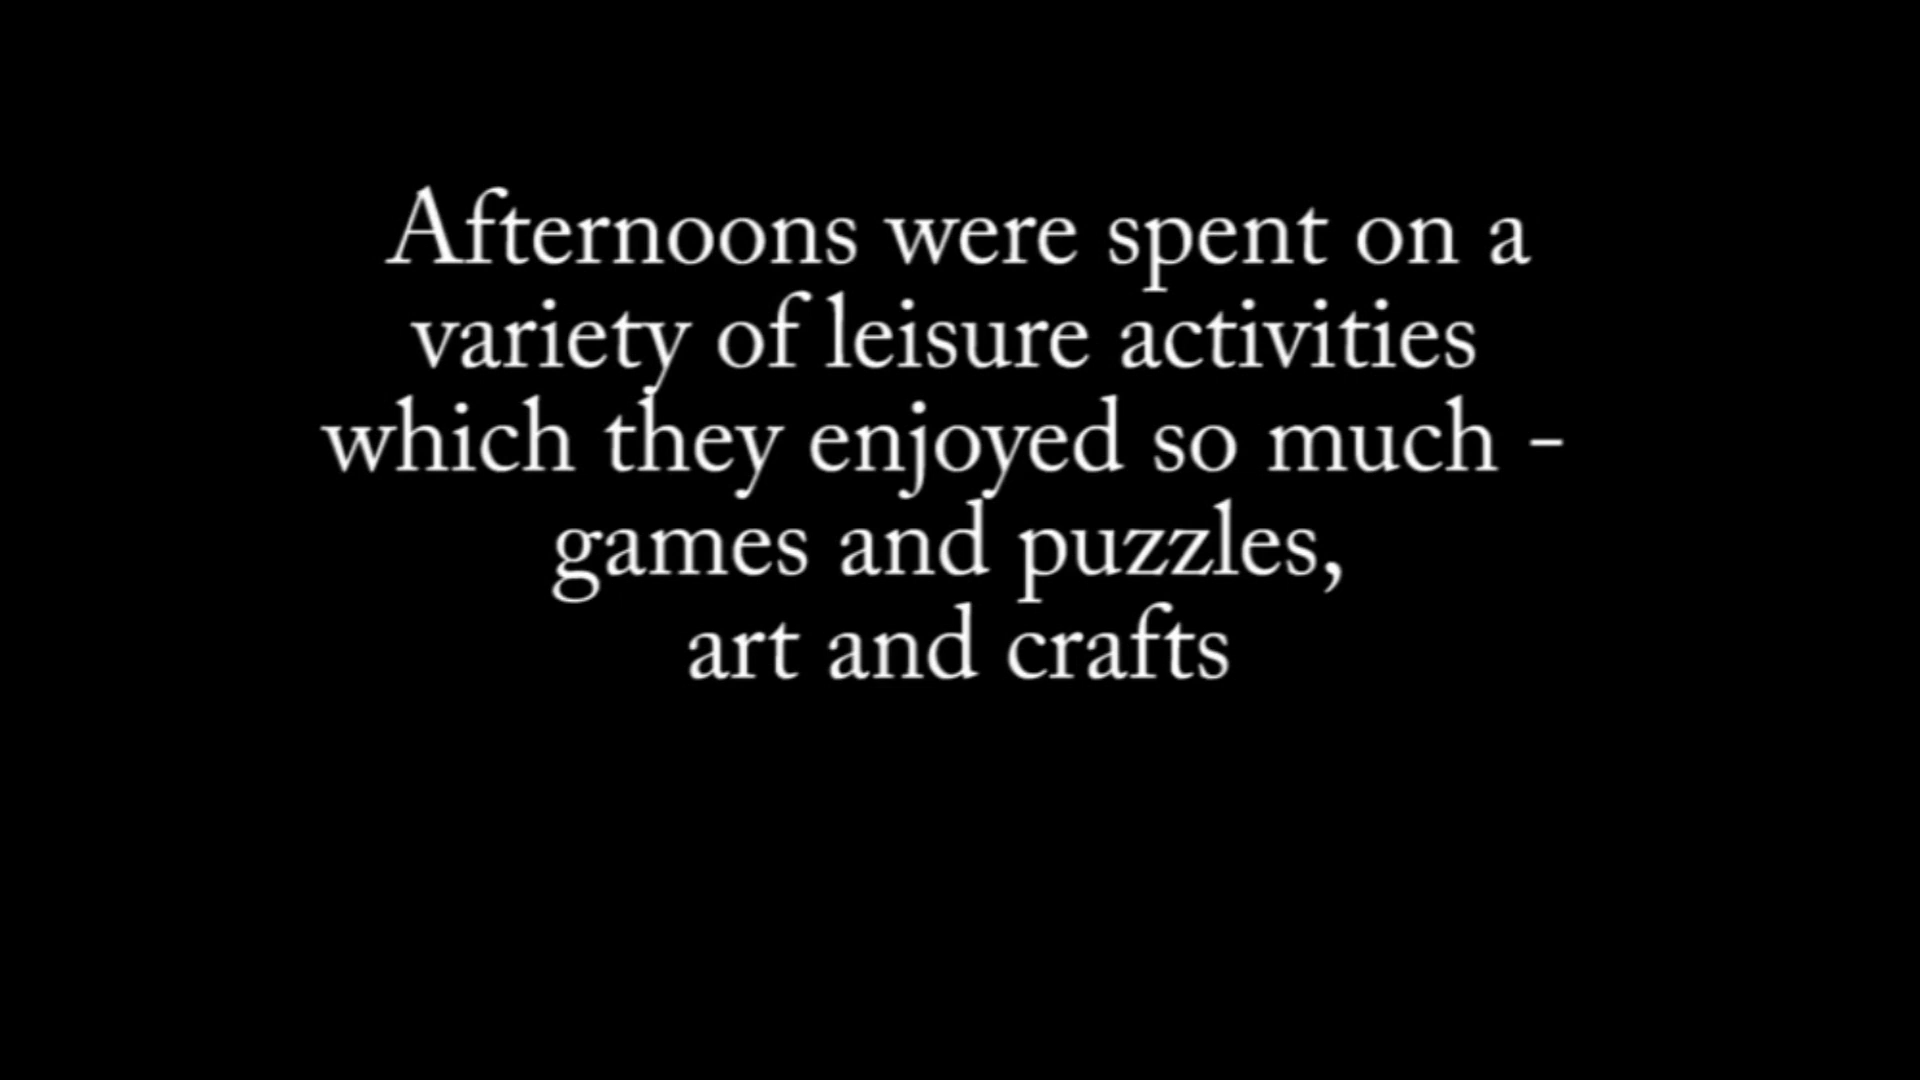 Afternoons were spent on a
variety of leisure activities
which they enjoyed so much -
games and puzzles,
art and crafts